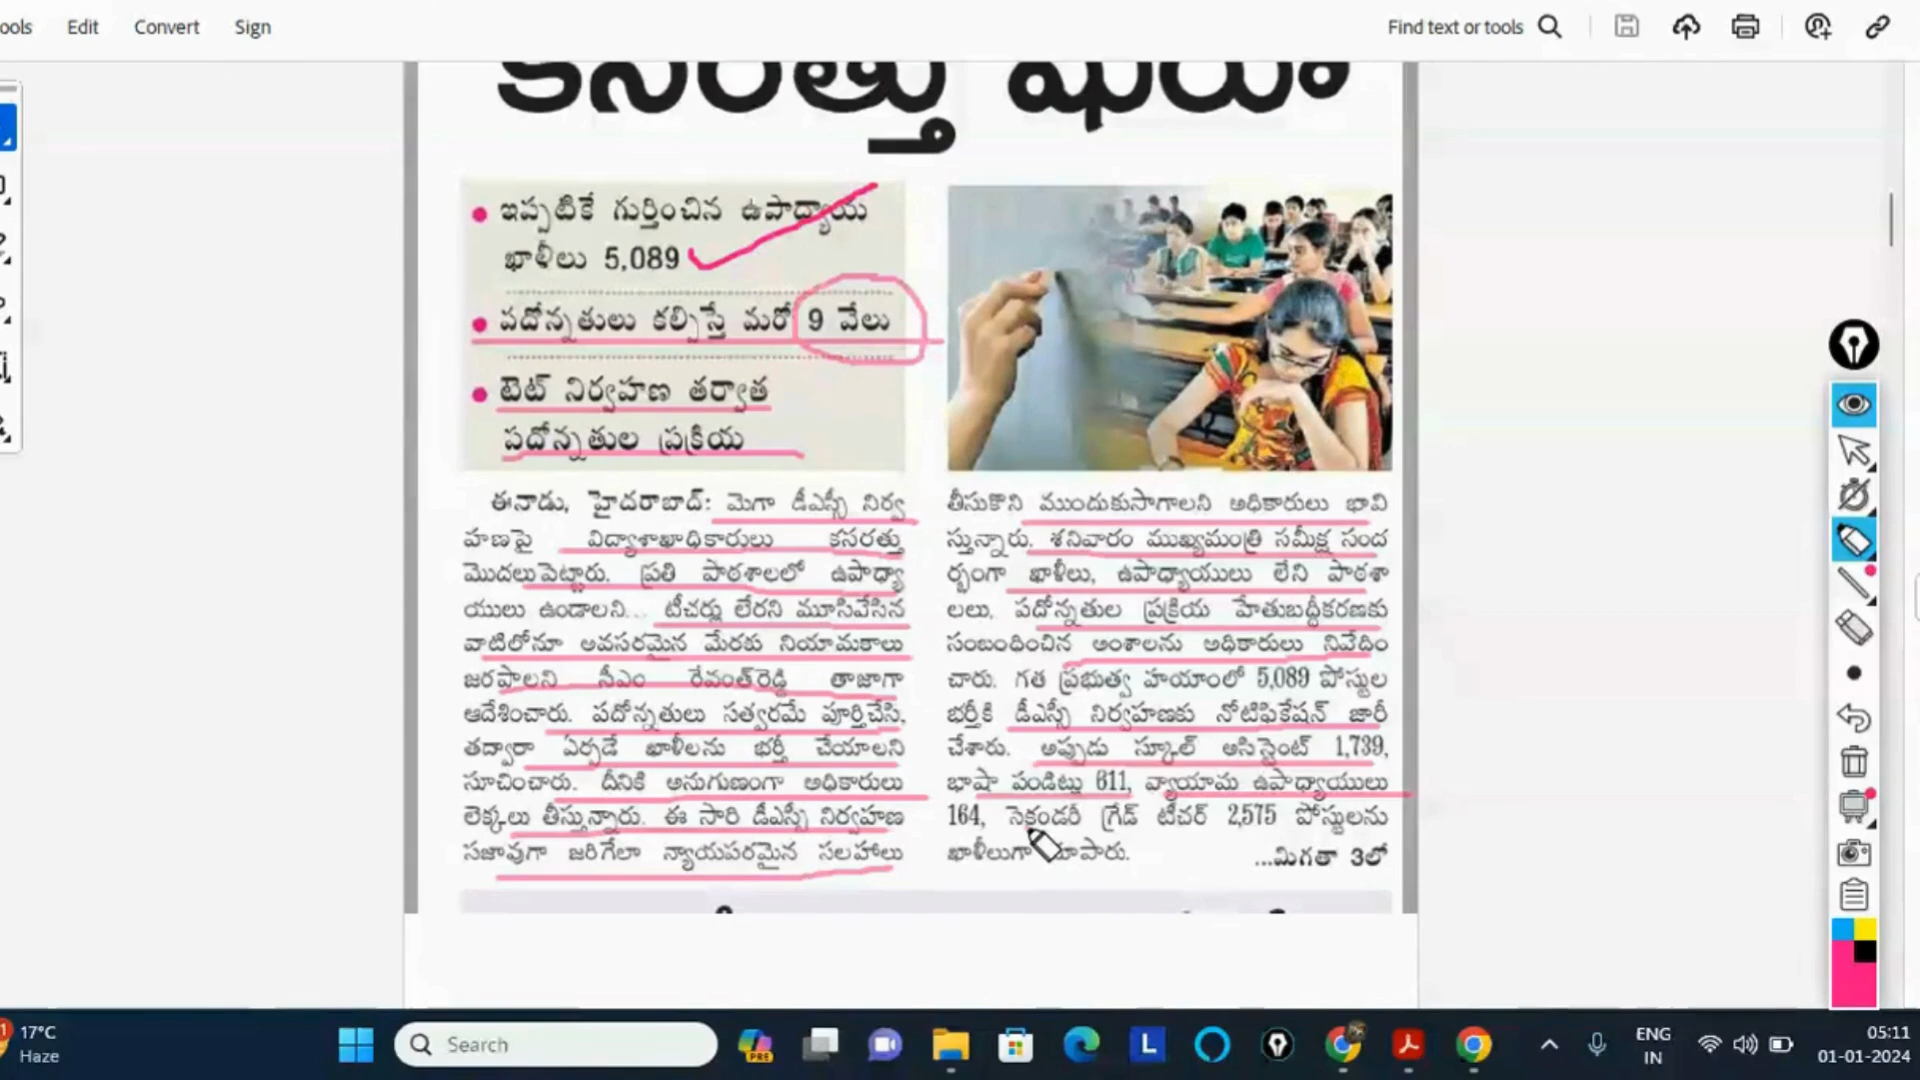 ools Edit Convert Sign
Find text or tools
కసరత్తు షురూ
• ఇప్పటికే గుర్తించిన ఉపాధ్యాయ
ఖాళీలు 5,089
• పదోన్నతులు కల్పిస్తే మరో 9 వేలు
• టెట్ నిర్వహణ తర్వాత
పదోన్నతుల ప్రక్రియ
ఈనాడు, హైదరాబాద్: మెగా డీఎస్సీ నిర్వ
హణపై విద్యాశాఖాధికారులు కసరత్తు
మొదలుపెట్టారు. ప్రతి పాఠశాలలో ఉపాధ్యా
యులు ఉండాలని... టీచర్లు లేరని మూసివేసిన
వాటిలోనూ అవసరమైన మేరకు నియామకాలు
జరపాలని సీఎం రేవంత్‌రెడ్డి తాజాగా
ఆదేశించారు. పదోన్నతులు సత్వరమే పూర్తిచేసి,
తద్వారా ఏర్పడే ఖాళీలను భర్తీ చేయాలని
సూచించారు. దీనికి అనుగుణంగా అధికారులు
లెక్కలు తీస్తున్నారు. ఈ సారి డీఎస్సీ నిర్వహణ
సజావుగా జరిగేలా న్యాయపరమైన సలహాలు
తీసుకొని ముందుకుసాగాలని అధికారులు భావి
స్తున్నారు. శనివారం ముఖ్యమంత్రి సమీక్ష సంద
ర్భంగా ఖాళీలు, ఉపాధ్యాయులు లేని పాఠశా
లలు, పదోన్నతుల ప్రక్రియ హేతుబద్ధీకరణకు
సంబంధించిన అంశాలను అధికారులు నివేదిం
చారు. గత ప్రభుత్వ హయాంలో 5,089 పోస్టుల
భర్తీకి డీఎస్సీ నిర్వహణకు నోటిఫికేషన్ జారీ
చేశారు. అప్పుడు స్కూల్ అసిస్టెంట్ 1,739,
భాషా పండిట్లు 611, వ్యాయామ ఉపాధ్యాయులు
164, సెకండరీ గ్రేడ్ టీచర్ 2,575 పోస్టులను
ఖాళీలుగా చూపారు. ...మిగతా 3లో
17°C
Haze
Search
PRE
L
ENG
IN
05:11
01-01-2024